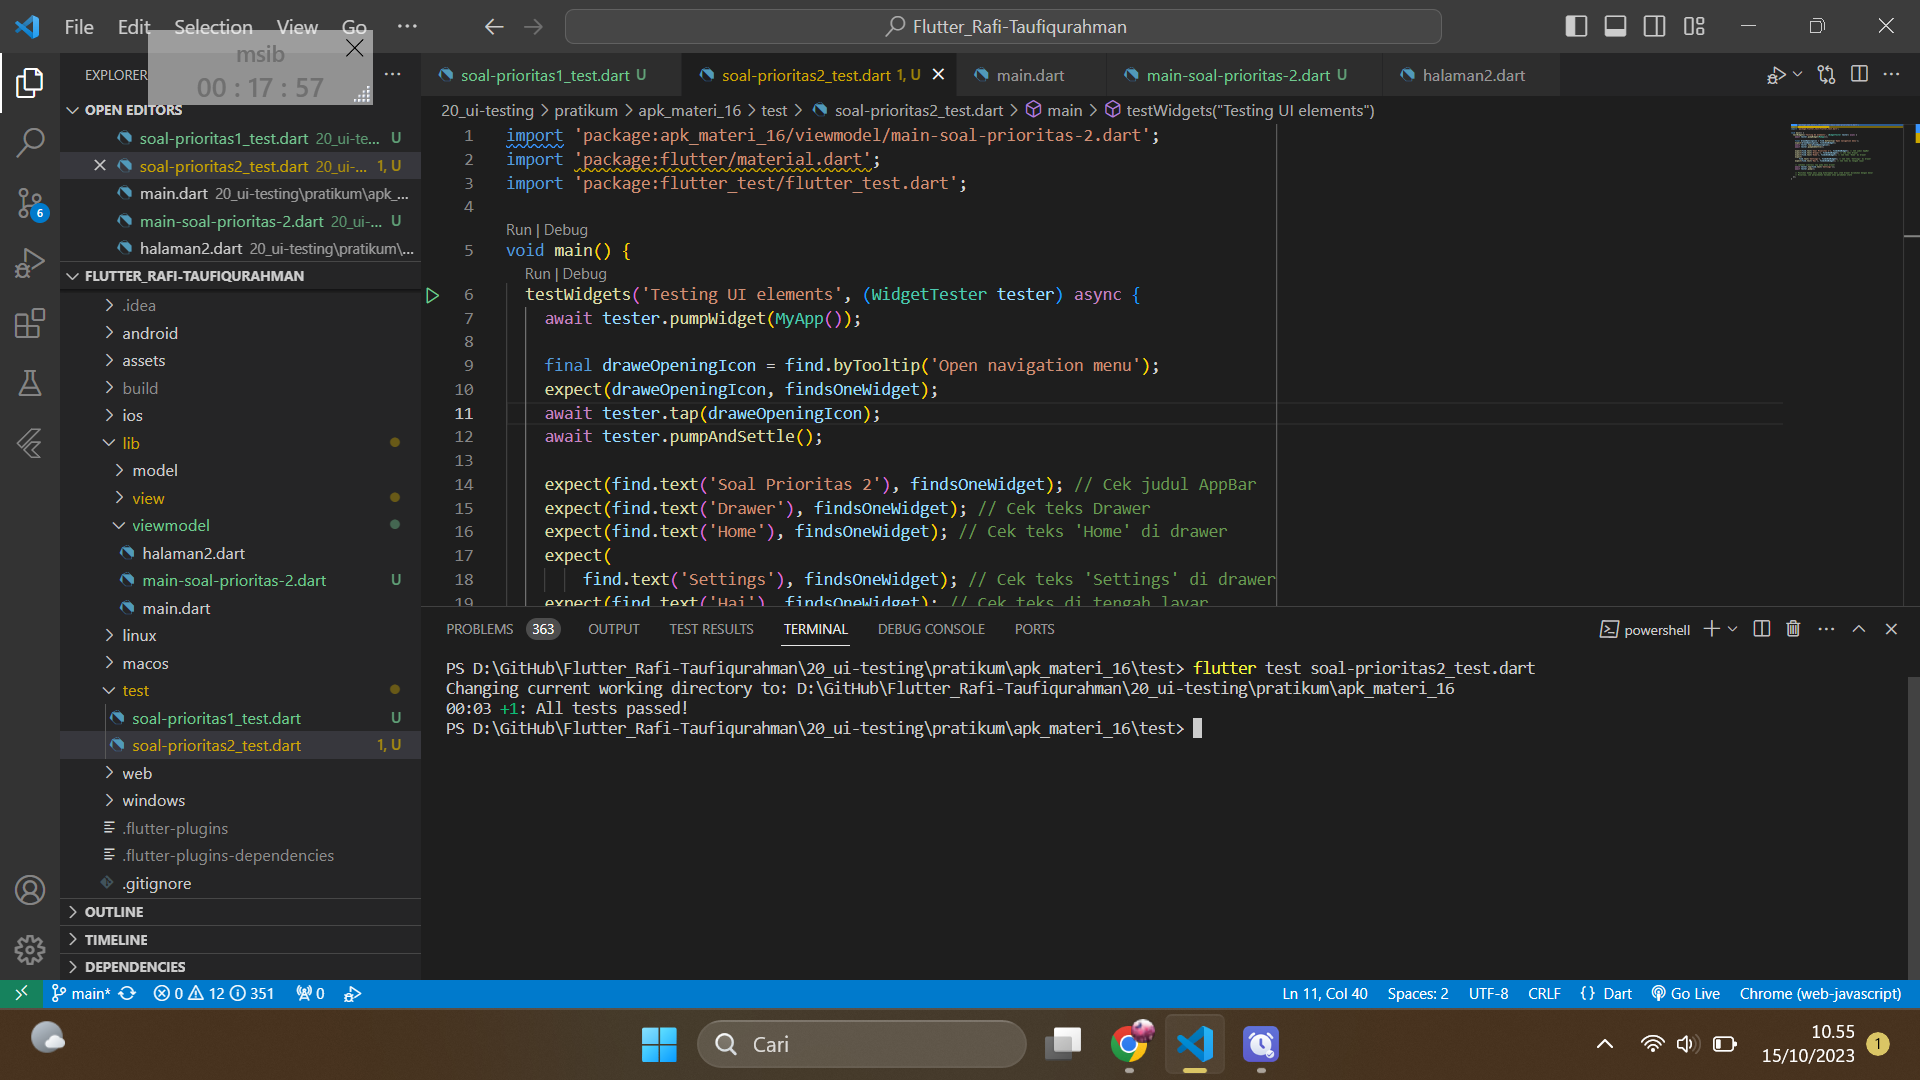 File Edit Selection View Go
Flutter_Rafi-Taufiqurahman
msib
00 : 17 : 57
EXPLORER
OPEN EDITORS
soal-prioritas1_test.dart 20_ui-te... U
soal-prioritas2_test.dart 20_ui-... 1, U
main.dart 20_ui-testing\pratikum\apk_...
main-soal-prioritas-2.dart 20_ui-... U
halaman2.dart 20_ui-testing\pratikum\...
FLUTTER_RAFI-TAUFIQURAHMAN
.idea
android
assets
build
ios
lib
model
view
viewmodel
halaman2.dart
main-soal-prioritas-2.dart U
main.dart
linux
macos
test
soal-prioritas1_test.dart U
soal-prioritas2_test.dart 1, U
web
windows
.flutter-plugins
.flutter-plugins-dependencies
.gitignore
OUTLINE
TIMELINE
DEPENDENCIES
6
soal-prioritas1_test.dart U
soal-prioritas2_test.dart 1, U
main.dart
main-soal-prioritas-2.dart U
halaman2.dart
20_ui-testing > pratikum > apk_materi_16 > test > soal-prioritas2_test.dart > main > testWidgets("Testing UI elements")
1 import 'package:apk_materi_16/viewmodel/main-soal-prioritas-2.dart';
2 import 'package:flutter/material.dart';
3 import 'package:flutter_test/flutter_test.dart';
4
Run | Debug
5 void main() {
Run | Debug
6 testWidgets('Testing UI elements', (WidgetTester tester) async {
7 await tester.pumpWidget(MyApp());
8
9 final draweOpeningIcon = find.byTooltip('Open navigation menu');
10 expect(draweOpeningIcon, findsOneWidget);
11 await tester.tap(draweOpeningIcon);
12 await tester.pumpAndSettle();
13
14 expect(find.text('Soal Prioritas 2'), findsOneWidget); // Cek judul AppBar
15 expect(find.text('Drawer'), findsOneWidget); // Cek teks Drawer
16 expect(find.text('Home'), findsOneWidget); // Cek teks 'Home' di drawer
17 expect(
18 find.text('Settings'), findsOneWidget); // Cek teks 'Settings' di drawer
19 expect(find.text('Hai'), findsOneWidget); // Cek teks di tengah layar
PROBLEMS 363 OUTPUT TEST RESULTS TERMINAL DEBUG CONSOLE PORTS
powershell
PS D:\GitHub\Flutter_Rafi-Taufiqurahman\20_ui-testing\pratikum\apk_materi_16\test> flutter test soal-prioritas2_test.dart
Changing current working directory to: D:\GitHub\Flutter_Rafi-Taufiqurahman\20_ui-testing\pratikum\apk_materi_16
00:03 +1: All tests passed!
PS D:\GitHub\Flutter_Rafi-Taufiqurahman\20_ui-testing\pratikum\apk_materi_16\test>
main* 0 12 351 0
Ln 11, Col 40 Spaces: 2 UTF-8 CRLF {} Dart Go Live Chrome (web-javascript)
Cari
10.55
15/10/2023
1